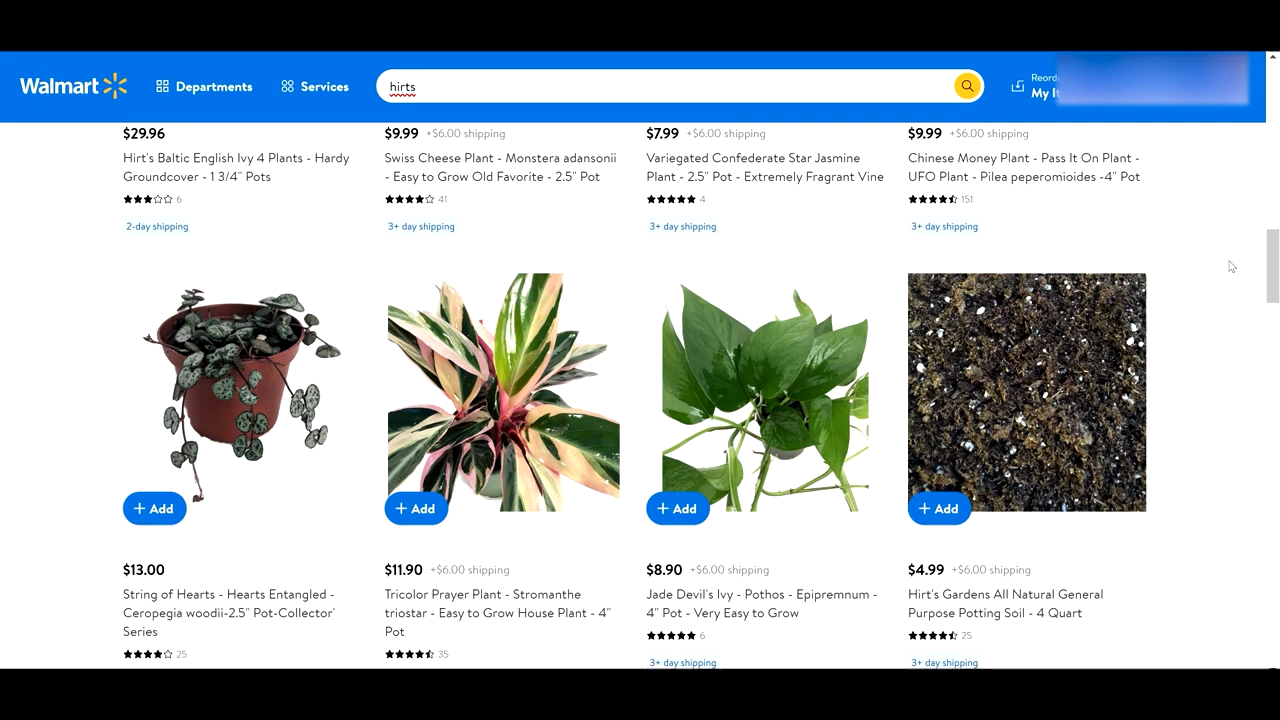 Walmart
Departments
Services
hirts
Reord
My It
$29.96
Hirt's Baltic English Ivy 4 Plants - Hardy
Groundcover - 1 3/4" Pots
6
2-day shipping
$9.99 +$6.00 shipping
Swiss Cheese Plant - Monstera adansonii
- Easy to Grow Old Favorite - 2.5" Pot
41
3+ day shipping
$7.99 +$6.00 shipping
Variegated Confederate Star Jasmine
Plant - 2.5" Pot - Extremely Fragrant Vine
4
3+ day shipping
$9.99 +$6.00 shipping
Chinese Money Plant - Pass It On Plant -
UFO Plant - Pilea peperomioides -4" Pot
151
3+ day shipping
+ Add
$13.00
String of Hearts - Hearts Entangled -
Ceropegia woodii-2.5" Pot-Collector'
Series
25
+ Add
$11.90 +$6.00 shipping
Tricolor Prayer Plant - Stromanthe
triostar - Easy to Grow House Plant - 4"
Pot
35
+ Add
$8.90 +$6.00 shipping
Jade Devil's Ivy - Pothos - Epipremnum -
4" Pot - Very Easy to Grow
6
3+ day shipping
+ Add
$4.99 +$6.00 shipping
Hirt's Gardens All Natural General
Purpose Potting Soil - 4 Quart
25
3+ day shipping